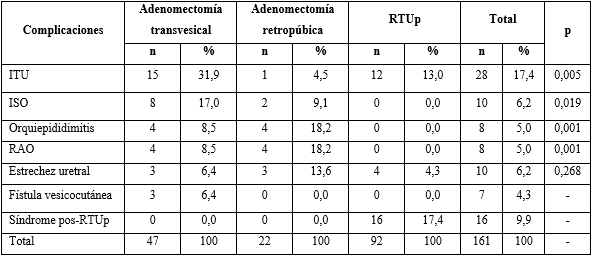 Complicaciones Adenomectomía transvesical Adenomectomía retropúbica RTUp Total p
n % n % n % n %
ITU 15 31,9 1 4,5 12 13,0 28 17,4 0,005
ISO 8 17,0 2 9,1 0 0,0 10 6,2 0,019
Orquiepididimitis 4 8,5 4 18,2 0 0,0 8 5,0 0,001
RAO 4 8,5 4 18,2 0 0,0 8 5,0 0,001
Estrechez uretral 3 6,4 3 13,6 4 4,3 10 6,2 0,268
Fístula vesicocutánea 3 6,4 0 0,0 0 0,0 7 4,3 -
Síndrome pos-RTUp 0 0,0 0 0,0 16 17,4 16 9,9 -
Total 47 100 22 100 92 100 161 100 -